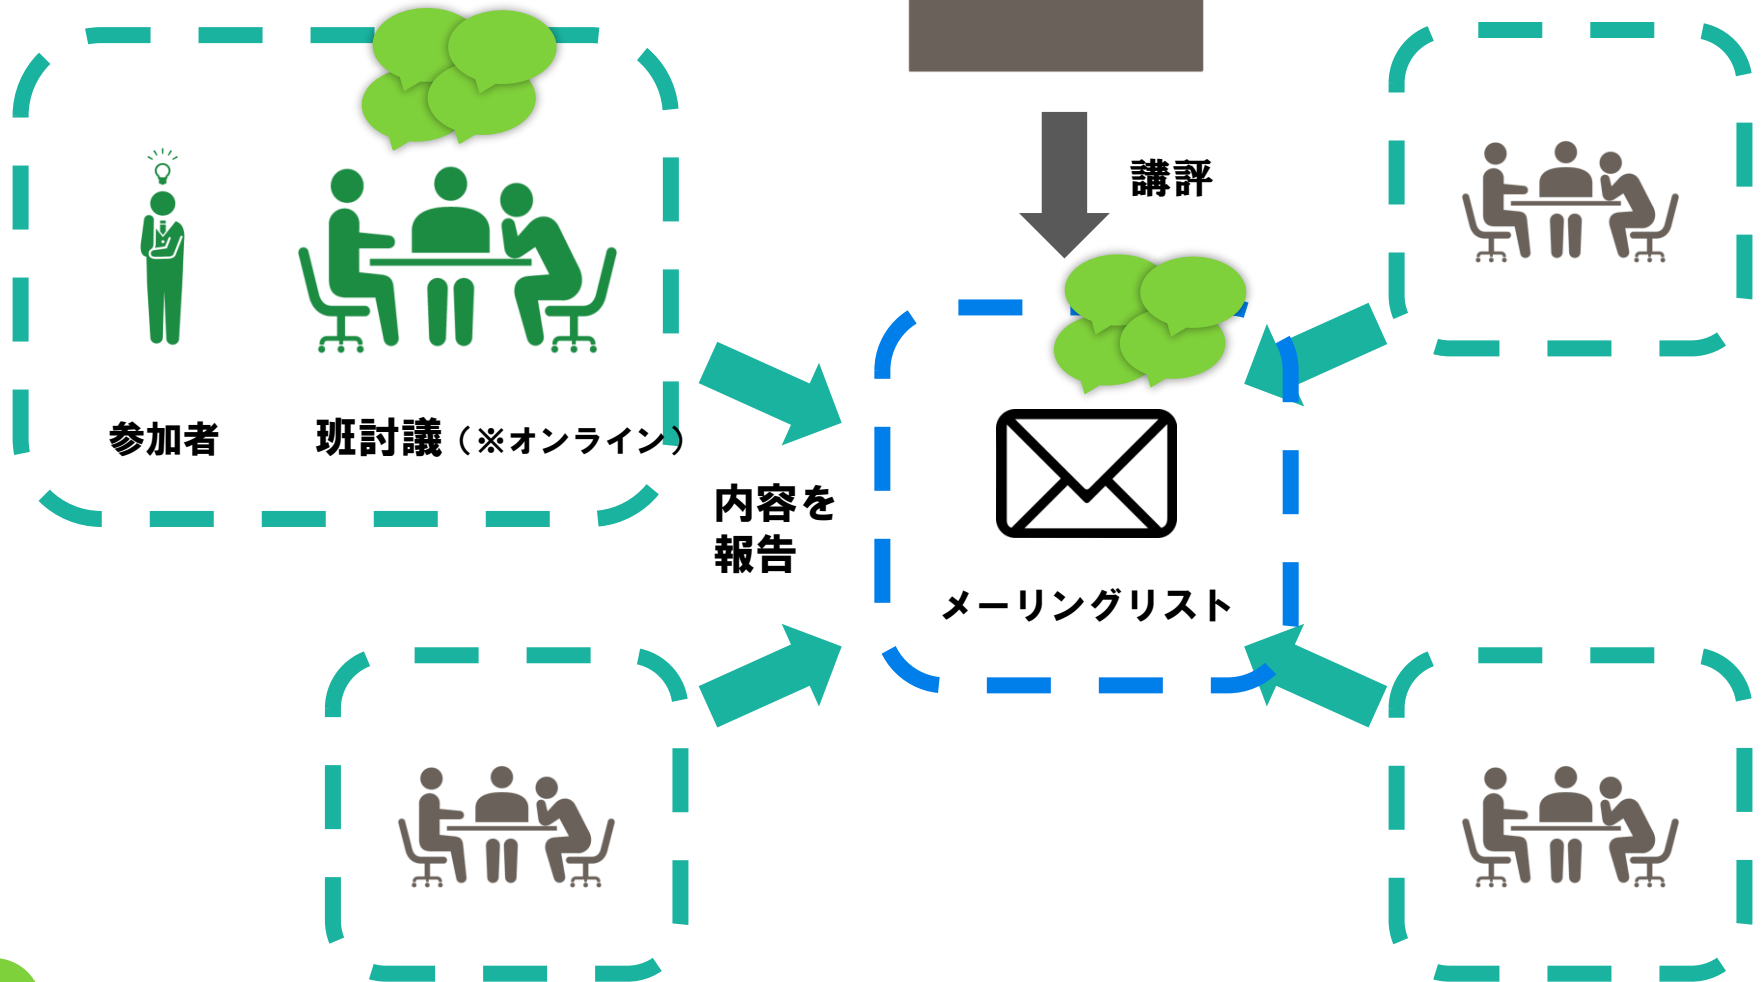 講評
参加者
班討議（※オンライン）
内容を
報告
メーリングリスト